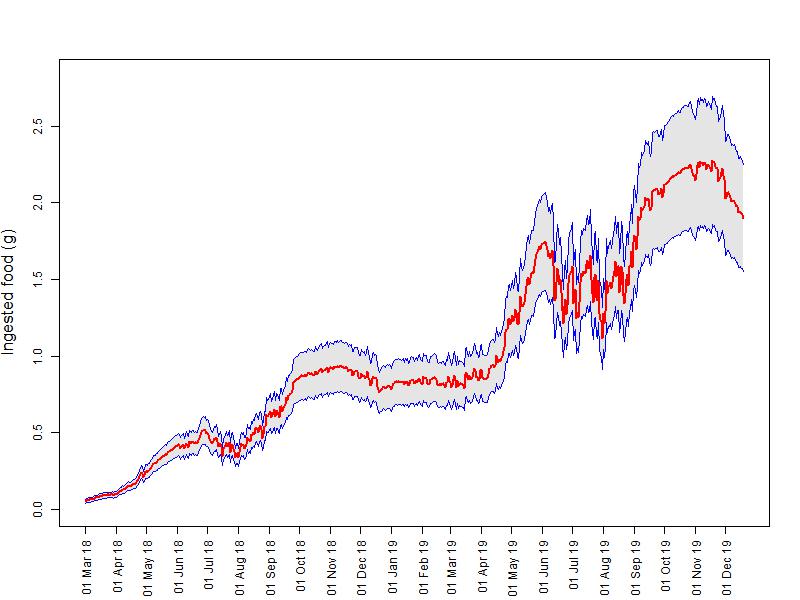 Ingested food (g)
2.5
2.0
1.5
1.0
0.5
0.0
01 Mar 18
01 Apr 18
01 May 18
01 Jun 18
01 Jul 18
01 Aug 18
01 Sep 18
01 Oct 18
01 Nov 18
01 Dec 18
01 Jan 19
01 Feb 19
01 Mar 19
01 Apr 19
01 May 19
01 Jun 19
01 Jul 19
01 Aug 19
01 Sep 19
01 Oct 19
01 Nov 19
01 Dec 19